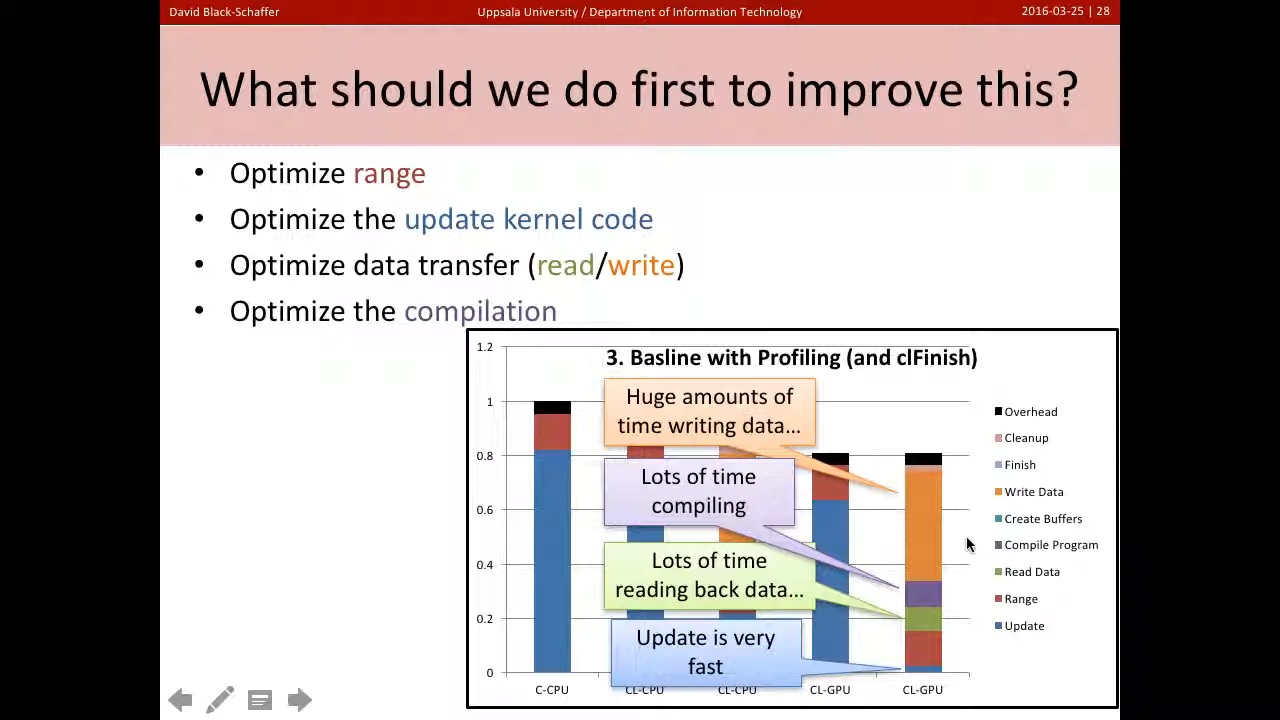 David Black-Schaffer
Uppsala University / Department of Information Technology
2016-03-25 | 28
What should we do first to improve this?
• Optimize range
• Optimize the update kernel code
• Optimize data transfer (read/write)
• Optimize the compilation
3. Basline with Profiling (and clFinish)
1.2
1
0.8
0.6
0.4
0.2
0
Huge amounts of
time writing data...
Lots of time
compiling
Lots of time
reading back data...
Update is very
fast
C-CPU
CL-CPU
CL-CPU
CL-GPU
CL-GPU
Overhead
Cleanup
Finish
Write Data
Create Buffers
Compile Program
Read Data
Range
Update